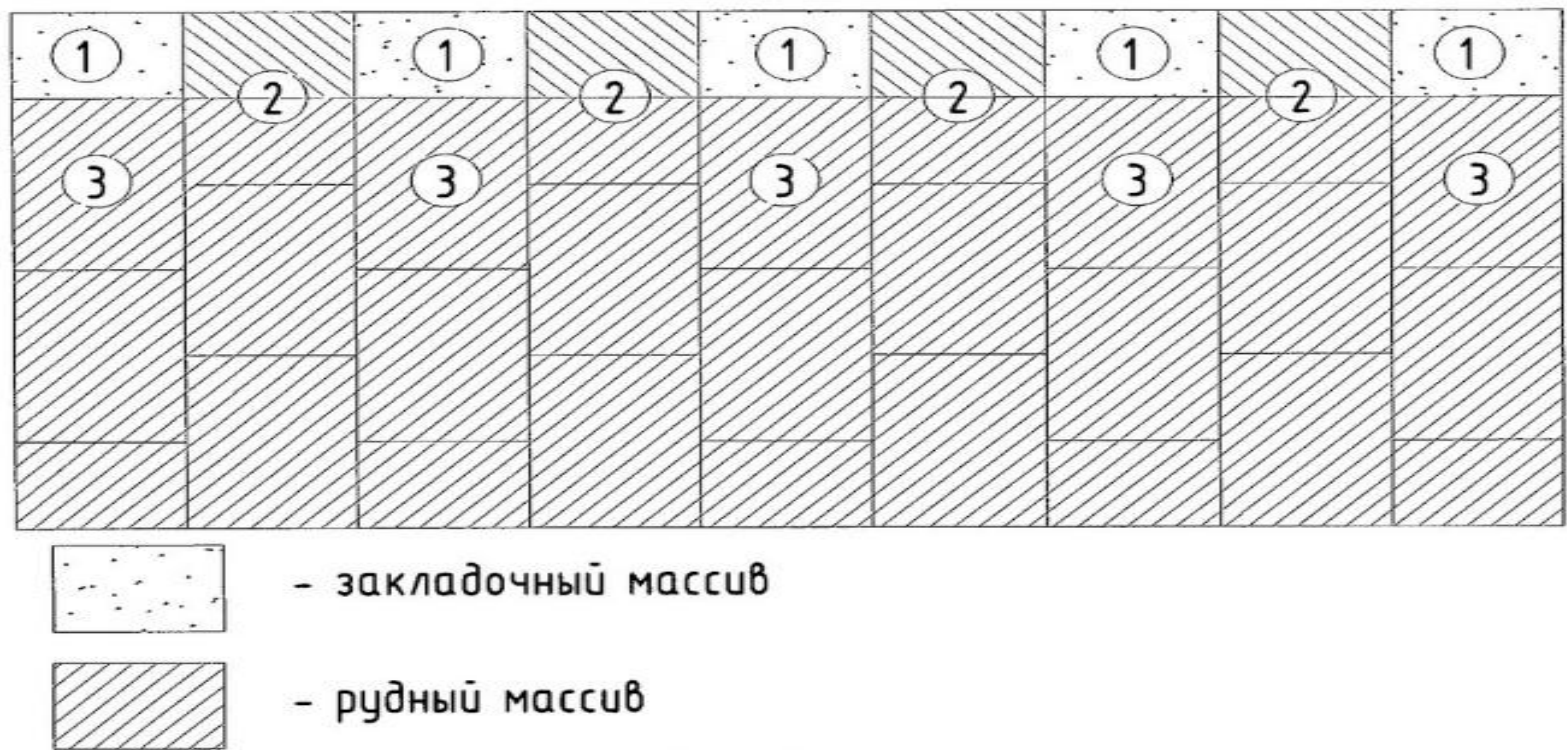 1 1 1 1 1
2 2 2 2
3 3 3 3 3
- закладочный массив
- рудный массив